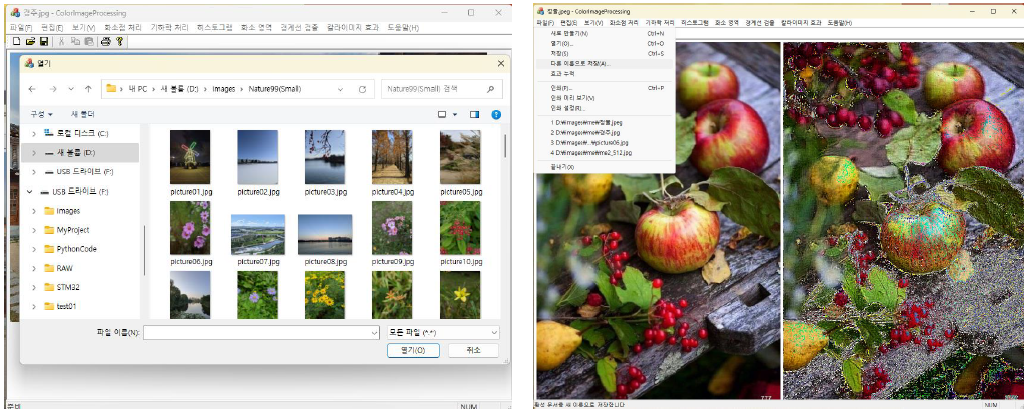 경주.jpg - ColorImageProcessing
파일(F) 편집(E) 보기(V) 화소점 처리 기하학 처리 히스토그램 화소 영역 경계선 검출 칼라이미지 효과 도움말(H)
열기
내 PC > 새 볼륨 (D:) > images > Nature99(Small)
Nature99(Small) 검색
구성 새 폴더
로컬 디스크 (C:)
새 볼륨 (D:)
USB 드라이브 (F:)
USB 드라이브 (F:)
Images
MyProject
PythonCode
RAW
STM32
test01
picture01.jpg picture02.jpg picture03.jpg picture04.jpg picture05.jpg
picture06.jpg picture07.jpg picture08.jpg picture09.jpg picture10.jpg
파일 이름(N):
모든 파일 (*.*)
열기(O) 취소
준비 NUM
정물.jpeg - ColorImageProcessing
파일(F) 편집(E) 보기(V) 화소점 처리 기하학 처리 히스토그램 화소 영역 경계선 검출 칼라이미지 효과 도움말(H)
새로 만들기(N) Ctrl+N
열기(O)... Ctrl+O
저장(S) Ctrl+S
다른 이름으로 저장(A)...
효과 누적
인쇄(P)... Ctrl+P
인쇄 미리 보기(V)
인쇄 설정(R)...
1 D:₩images₩me₩정물.jpeg
2 D:₩images₩me₩경주.jpg
3 D:₩images₩...₩picture06.jpg
4 D:₩images₩me₩me2_512.jpg
끝내기(X)
777
활성 문서를 새 이름으로 저장합니다
NUM